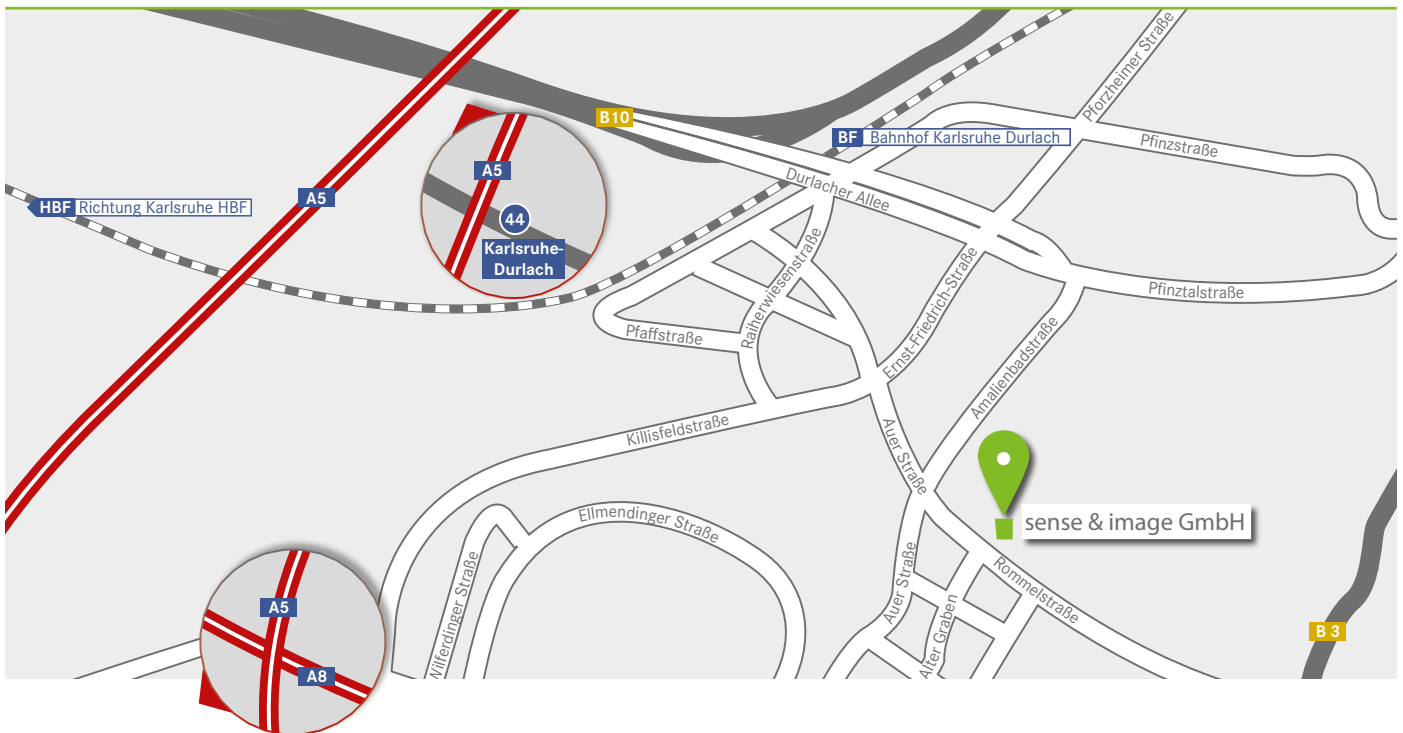 B10
Pforzheimer Straße
BF Bahnhof Karlsruhe Durlach
Pfinzstraße
A5
A5
Durlacher Allee
HBF Richtung Karlsruhe HBF
44
Karlsruhe-
Durlach
Raiherwiesenstraße
Ernst-Friedrich-Straße
Pfinztalstraße
Pfaffstraße
Amalienbadstraße
Killisfeldstraße
Auer Straße
Ellmendinger Straße
sense & image GmbH
Wilferdinger Straße
Auer Straße
Rommelstraße
Alter Graben
A5
A8
B 3